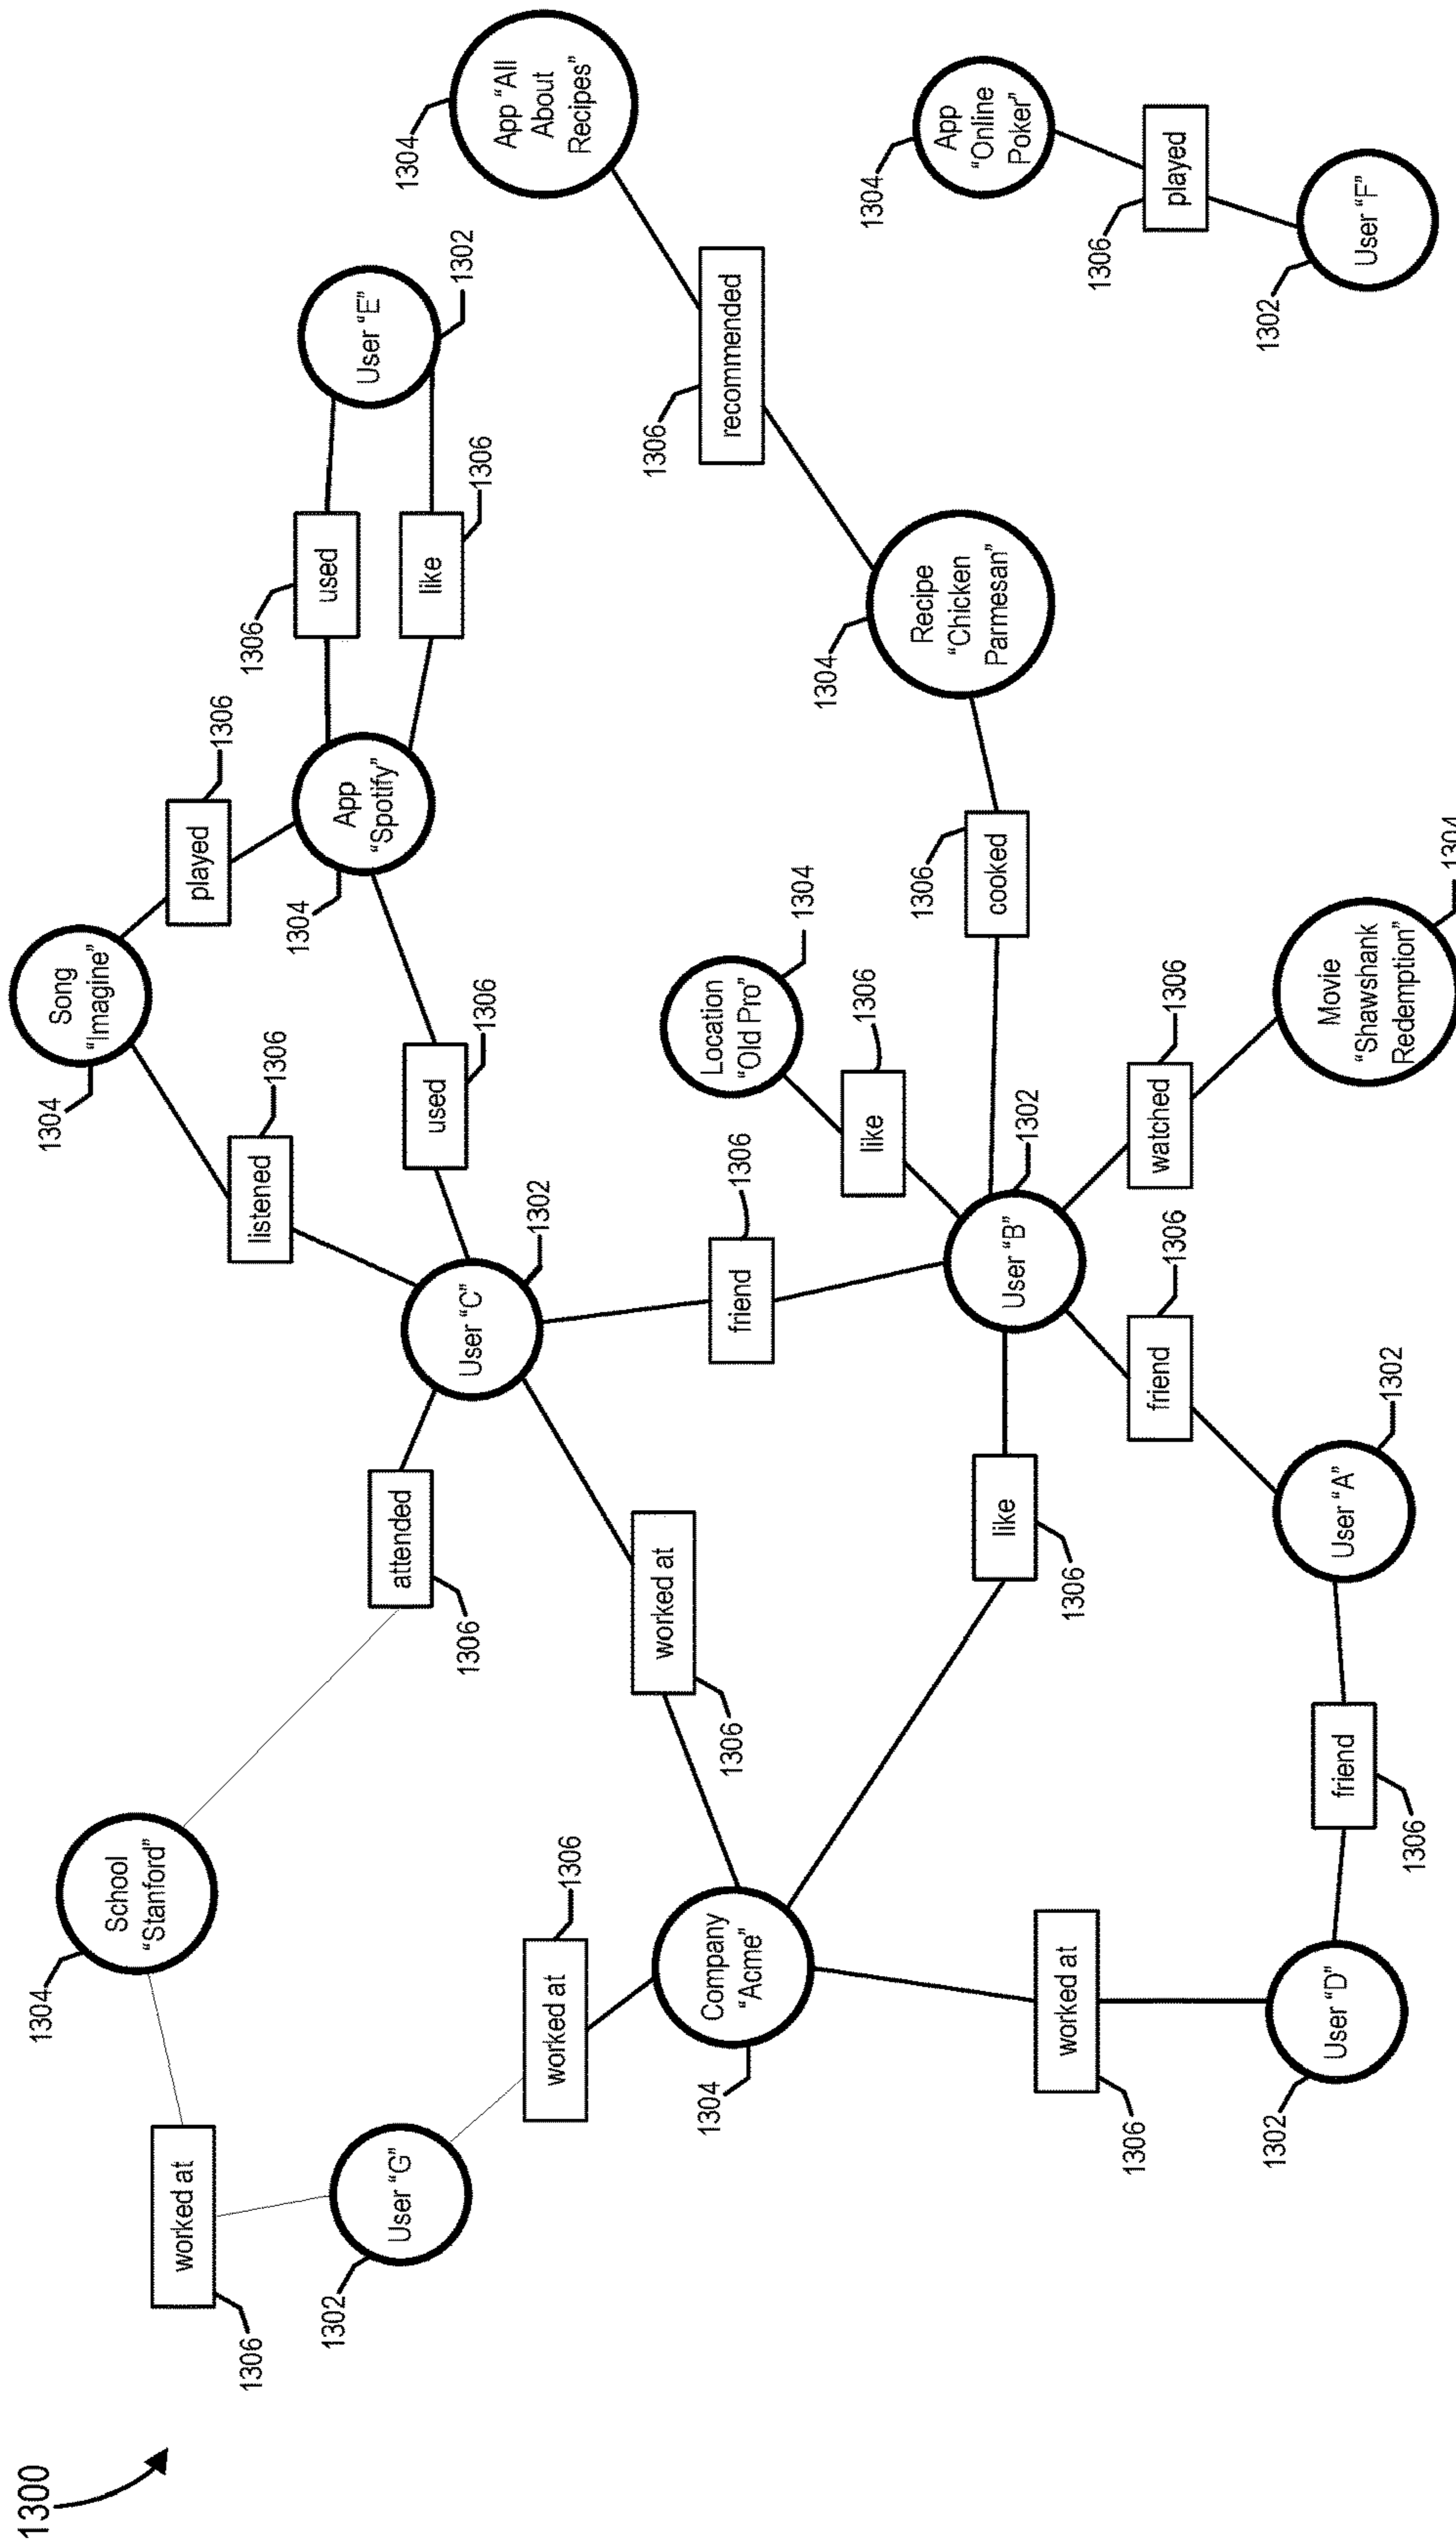 1300
1304
School
"Stanford"
1304
Song
"Imagine"
worked at
1306
played
1306
listened
1306
1306
used
User "E"
1302
1304
App
"Spotify"
like
1306
1302
User "G"
attended
1306
User "C"
1302
used
1306
1304
App "All
About
Recipes"
worked at
1306
worked at
1306
1304
Company
"Acme"
friend
1306
Location
"Old Pro"
1304
1306
recommended
like
1306
1304
Recipe
"Chicken
Parmesan"
1306
cooked
1304
App
"Online
Poker"
like
1306
User "B"
1302
worked at
1306
friend
1306
watched
1306
1306
played
1302
User "D"
friend
1306
User "A"
1302
Movie
"Shawshank
Redemption"
1304
1302
User "F"